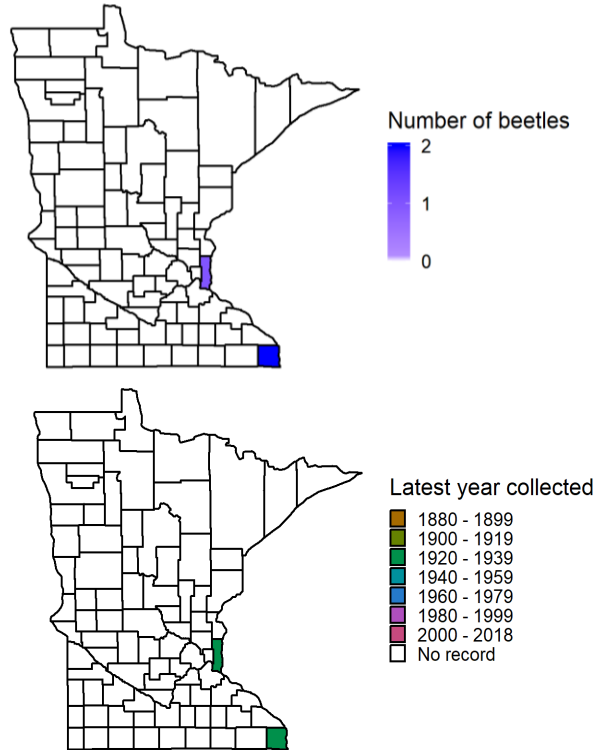 Number of beetles
2
1
0
Latest year collected
1880 - 1899
1900 - 1919
1920 - 1939
1940 - 1959
1960 - 1979
1980 - 1999
2000 - 2018
No record